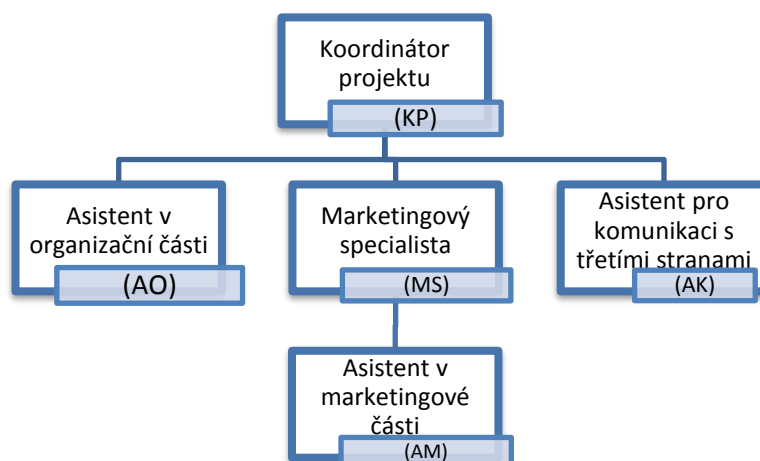 Koordinátor
projektu
(KP)
Asistent v
organizační části
(AO)
Marketingový
specialista
(MS)
Asistent pro
komunikaci s
třetími stranami
(AK)
Asistent v
marketingové
části
(AM)